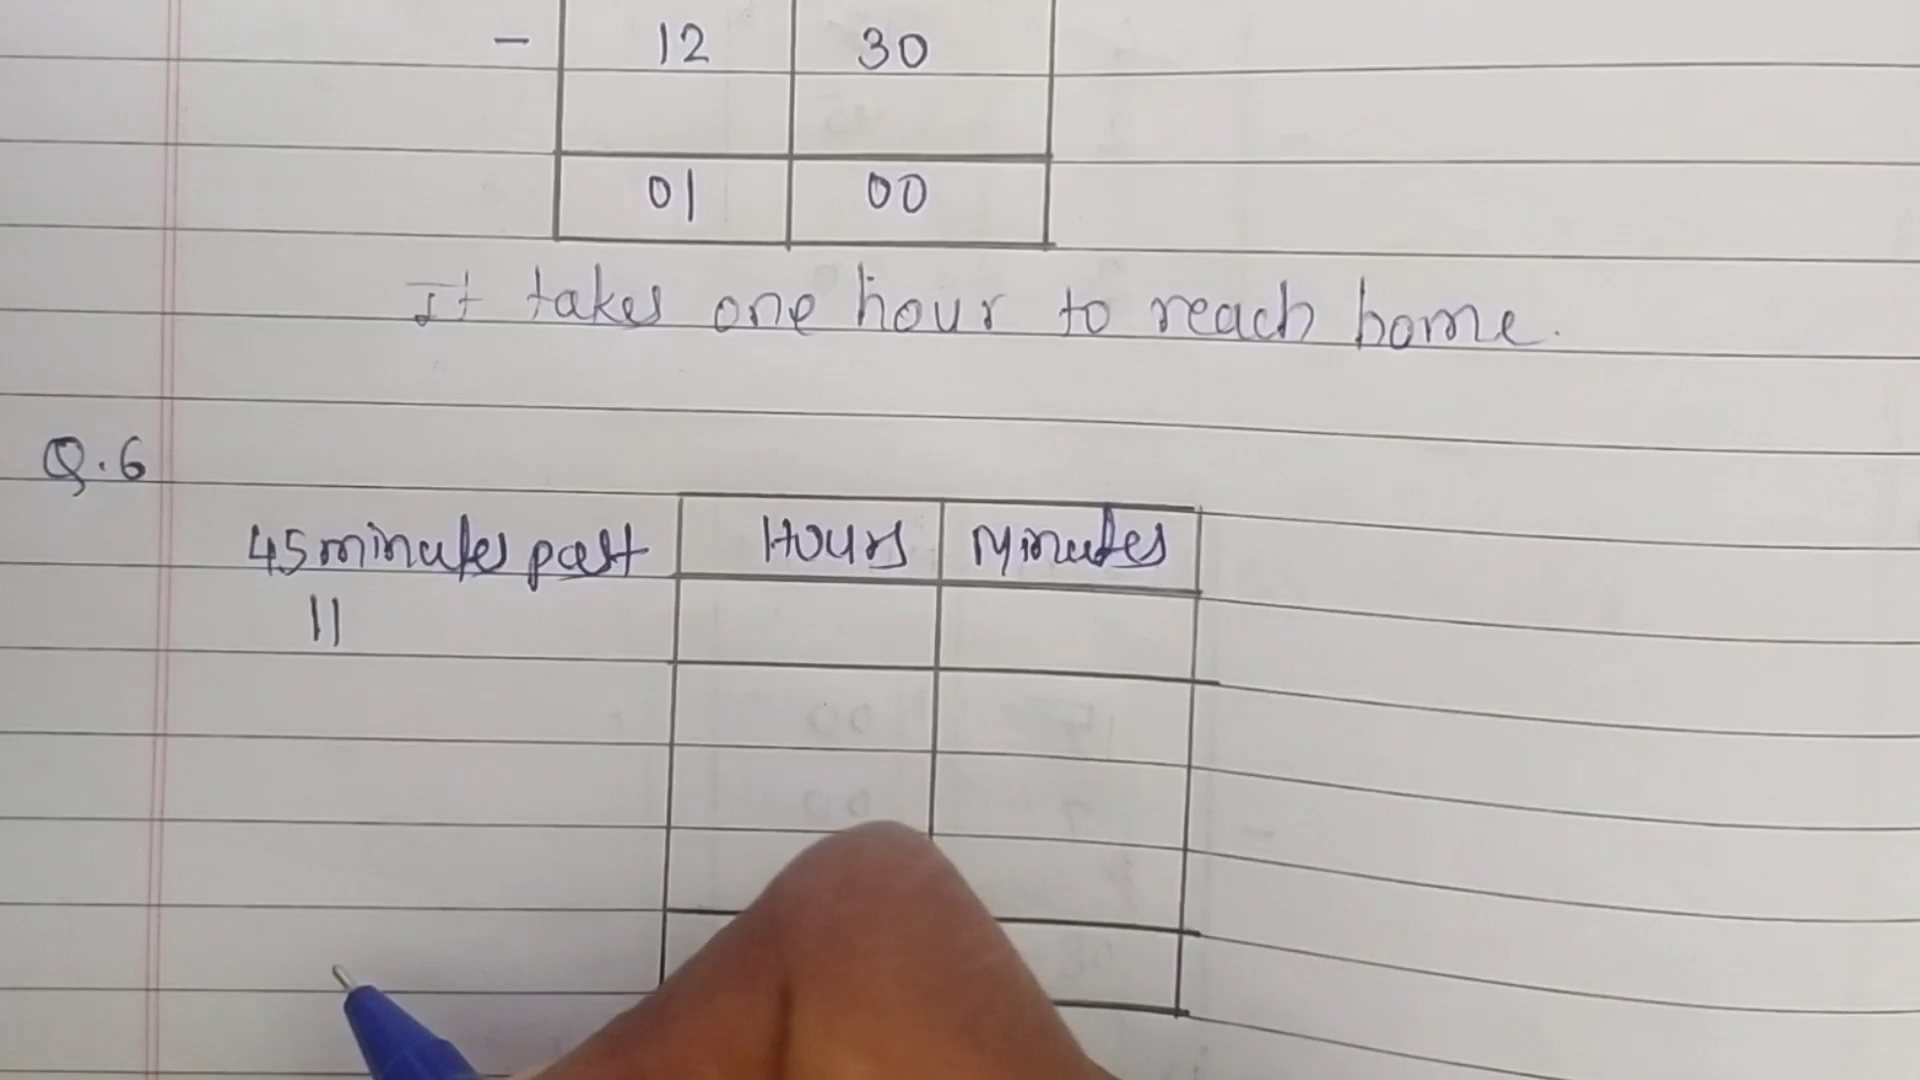 - 12 30
01 00
It takes one hour to reach home.
Q.6
45 minutes past Hours Minutes
11